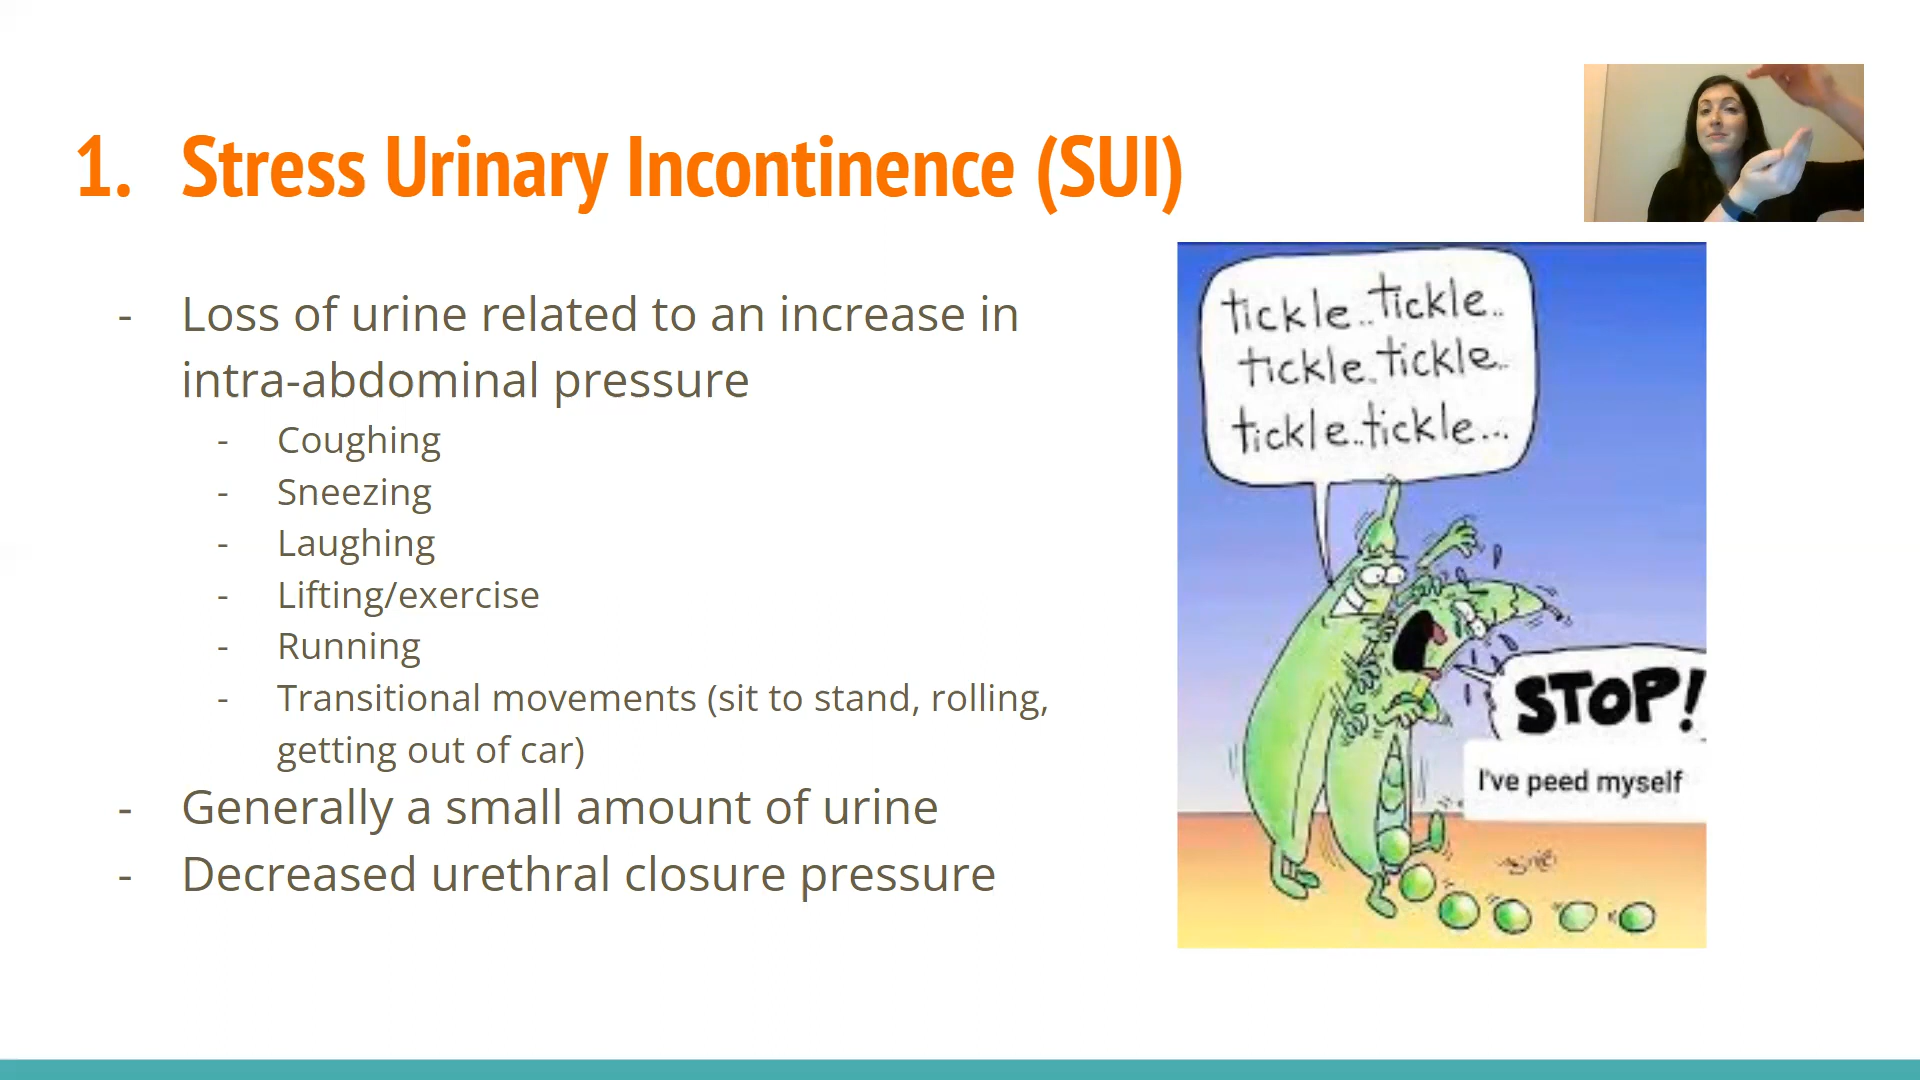 1. Stress Urinary Incontinence (SUI)
- Loss of urine related to an increase in
intra-abdominal pressure
- Coughing
- Sneezing
- Laughing
- Lifting/exercise
- Running
- Transitional movements (sit to stand, rolling,
getting out of car)
- Generally a small amount of urine
- Decreased urethral closure pressure
tickle..tickle..
tickle..tickle..
tickle..tickle...
STOP!
I've peed myself